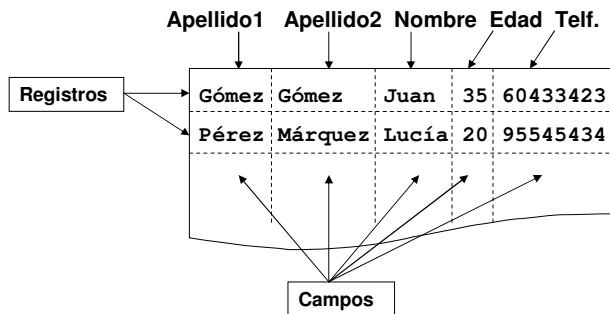 Apellido1 Apellido2 Nombre Edad Telf.
Registros
Gómez Gómez Juan 35 60433423
Pérez Márquez Lucía 20 95545434
Campos